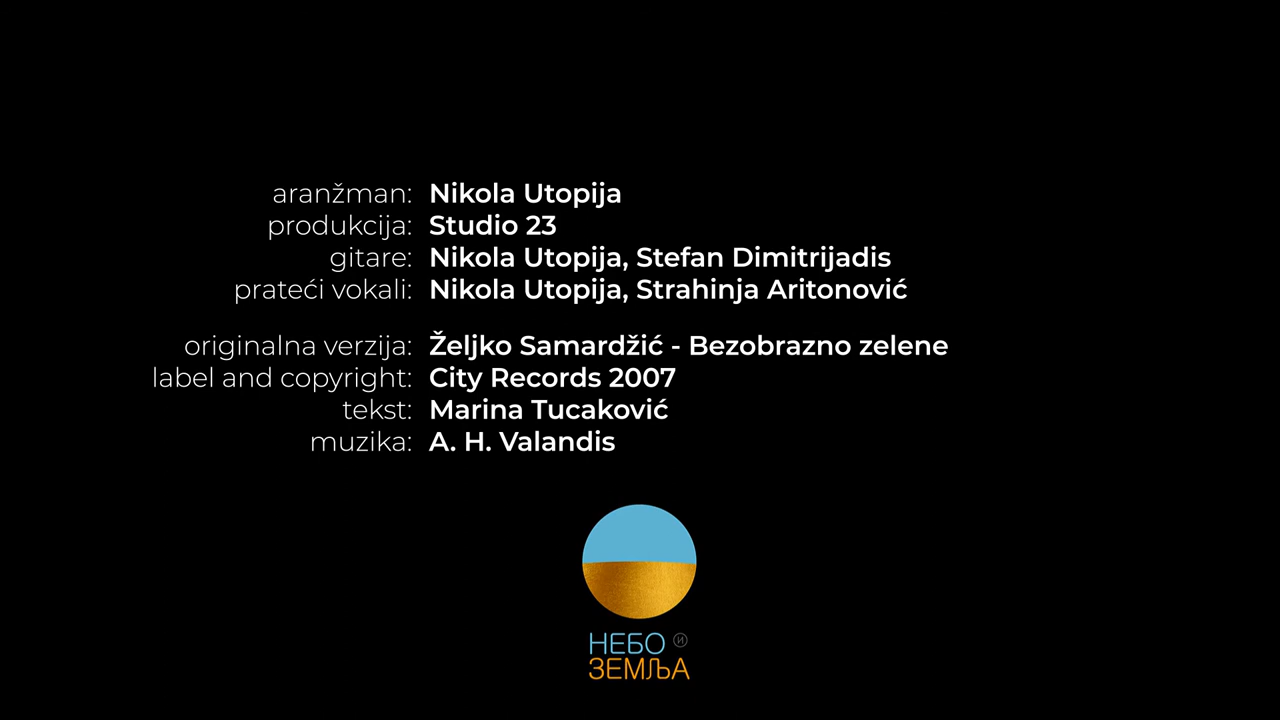 aranžman: Nikola Utopija
produkcija: Studio 23
gitare: Nikola Utopija, Stefan Dimitrijadis
prateći vokali: Nikola Utopija, Strahinja Aritonović
originalna verzija: Željko Samardžić - Bezobrazno zelene
label and copyright: City Records 2007
tekst: Marina Tucaković
muzika: A. H. Valandis
НЕБО И
ЗЕМЉА